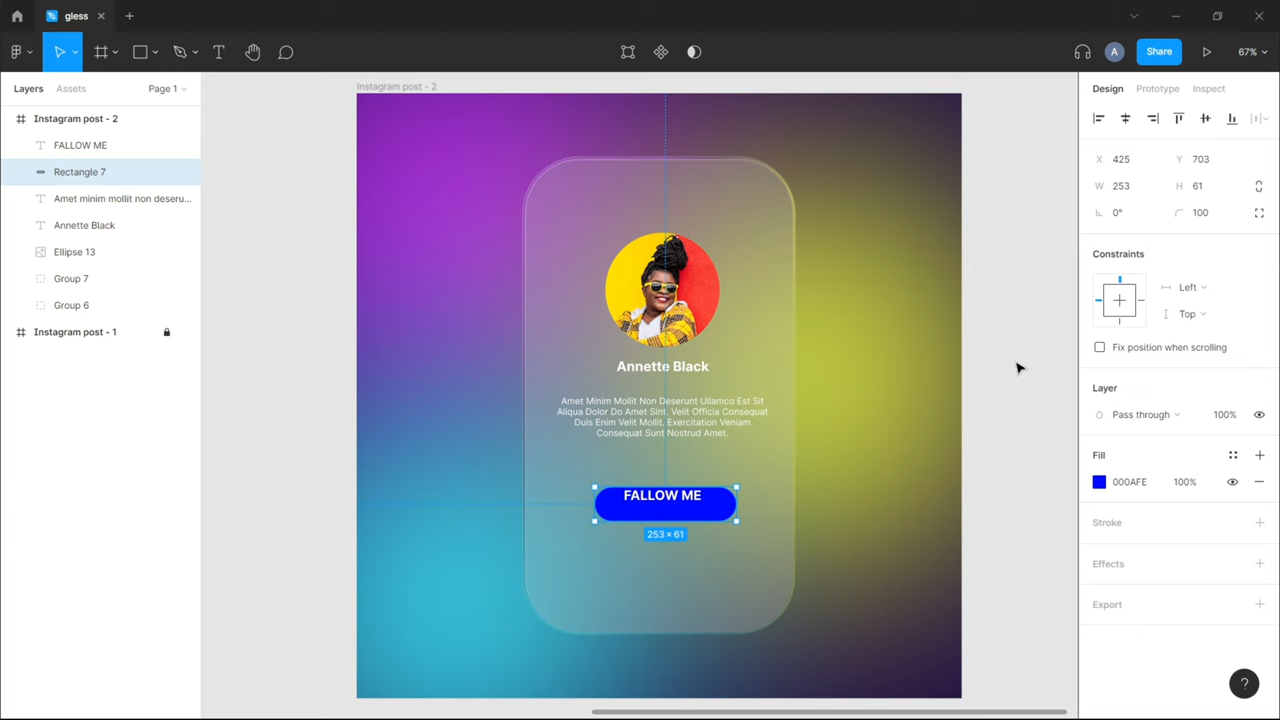 gless
A
Share
67%
Layers
Assets
Page 1
Instagram post - 2
FALLOW ME
Rectangle 7
Amet minim mollit non deseru...
Annette Black
Ellipse 13
Group 7
Group 6
Instagram post - 1
Instagram post - 2
Annette Black
Amet Minim Mollit Non Deserunt Ullamco Est Sit
Aliqua Dolor Do Amet Sint. Velit Officia Consequat
Duis Enim Velit Mollit. Exercitation Veniam
Consequat Sunt Nostrud Amet.
FALLOW ME
253 × 61
Design
Prototype
Inspect
X 425
Y 703
W 253
H 61
0°
100
Constraints
Left
Top
Fix position when scrolling
Layer
Pass through
100%
Fill
000AFE
100%
Stroke
Effects
Export
?